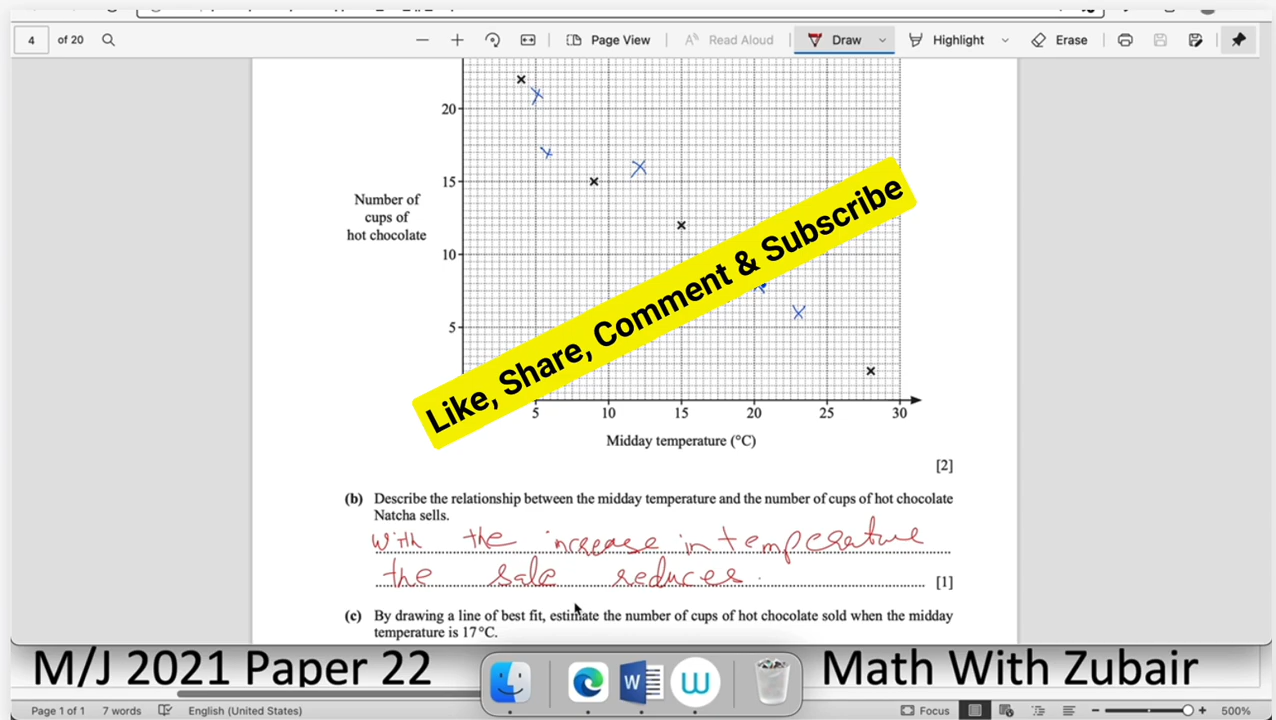 4 of 20
Page View
Read Aloud
Draw
Highlight
Erase
20
15
10
5
Number of
cups of
hot chocolate
5 10 15 20 25 30
Midday temperature (°C)
Like, Share, Comment & Subscribe
[2]
(b) Describe the relationship between the midday temperature and the number of cups of hot chocolate
Natcha sells.
with the increase in temperature
the sale reduces.
[1]
(c) By drawing a line of best fit, estimate the number of cups of hot chocolate sold when the midday
temperature is 17 °C.
M/J 2021 Paper 22
Math With Zubair
Page 1 of 1 7 words English (United States) Focus 500%